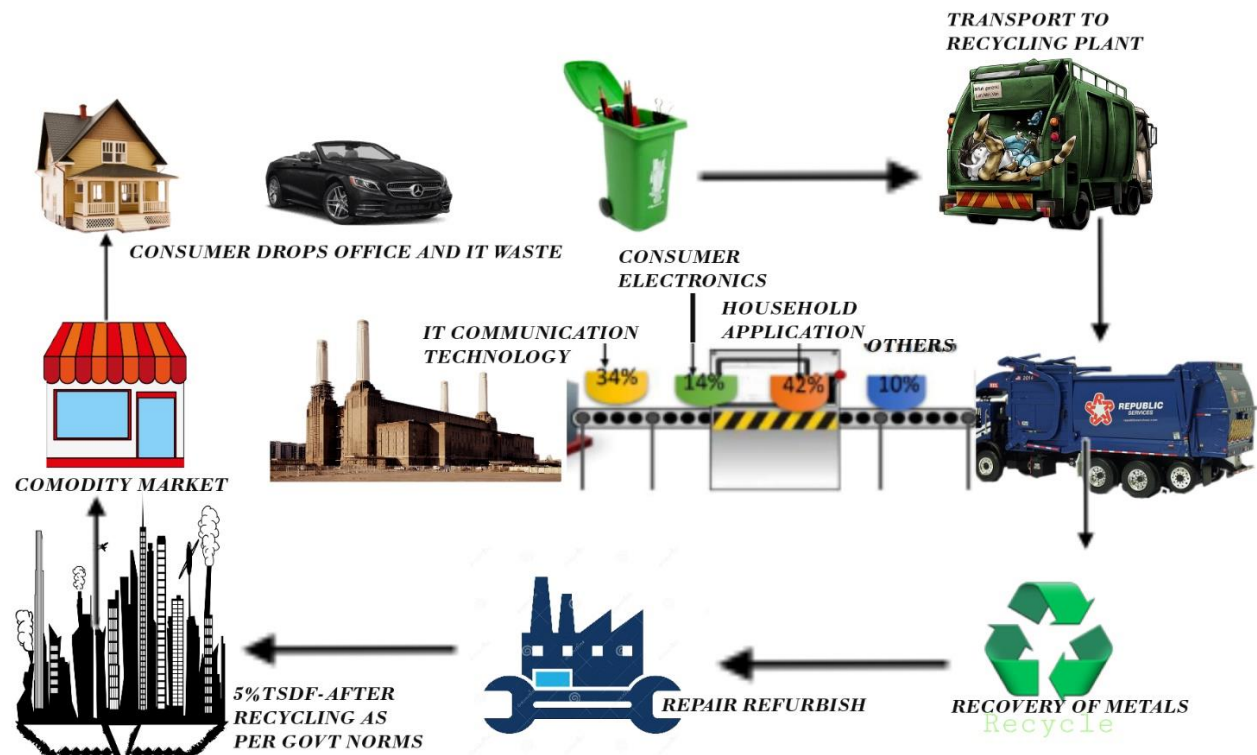 TRANSPORT TO
RECYCLING PLANT
CONSUMER DROPS OFFICE AND IT WASTE
CONSUMER
ELECTRONICS
HOUSEHOLD
APPLICATION
IT COMMUNICATION
TECHNOLOGY
OTHERS
34%
14%
42%
10%
REPUBLIC
SERVICES
COMODITY MARKET
5%TSDF-AFTER
RECYCLING AS
PER GOVT NORMS
REPAIR REFURBISH
RECOVERY OF METALS
Recycle